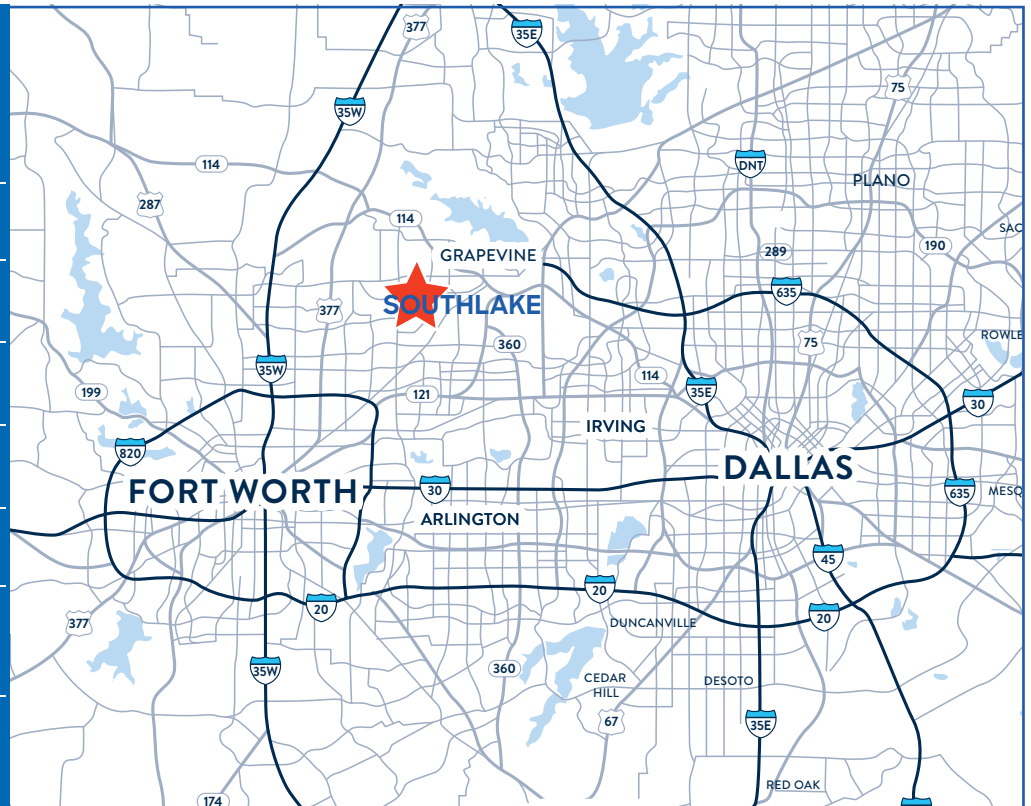 377
35E
75
35W
114
DNT
PLANO
287
114
SAC
190
GRAPEVINE
289
635
SOUTHLAKE
377
ROWLE
360
75
35W
114
35E
199
121
30
IRVING
820
DALLAS
FORT WORTH
30
635
MESQ
ARLINGTON
45
20
20
20
377
DUNCANVILLE
35W
360
CEDAR
HILL
DESOTO
67
35E
RED OAK
174